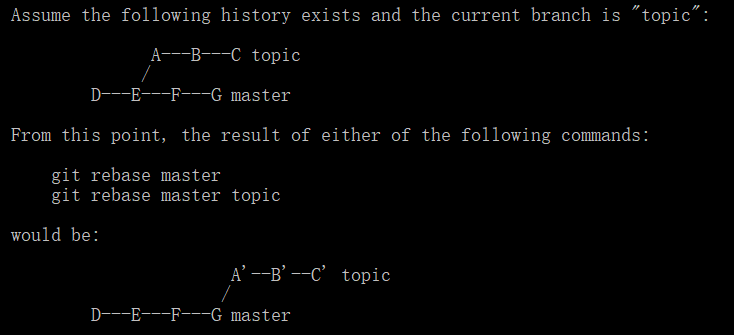 Assume the following history exists and the current branch is "topic":
A---B---C topic
/
D---E---F---G master
From this point, the result of either of the following commands:
git rebase master
git rebase master topic
would be:
A'--B'--C' topic
/
D---E---F---G master